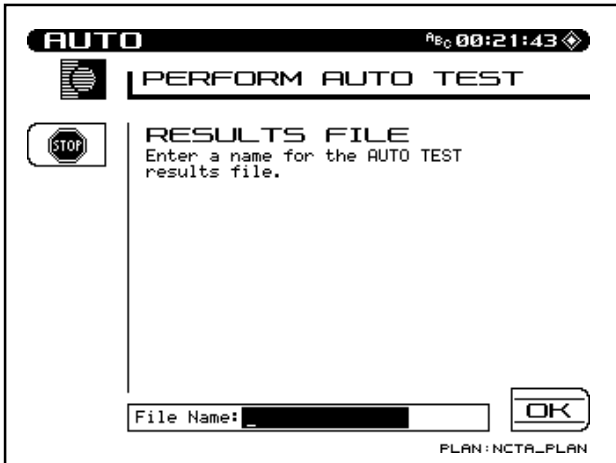 AUTO ABC 00:21:43
PERFORM AUTO TEST
STOP
RESULTS FILE
Enter a name for the AUTO TEST
results file.
File Name:_
OK
PLAN:NCTA_PLAN